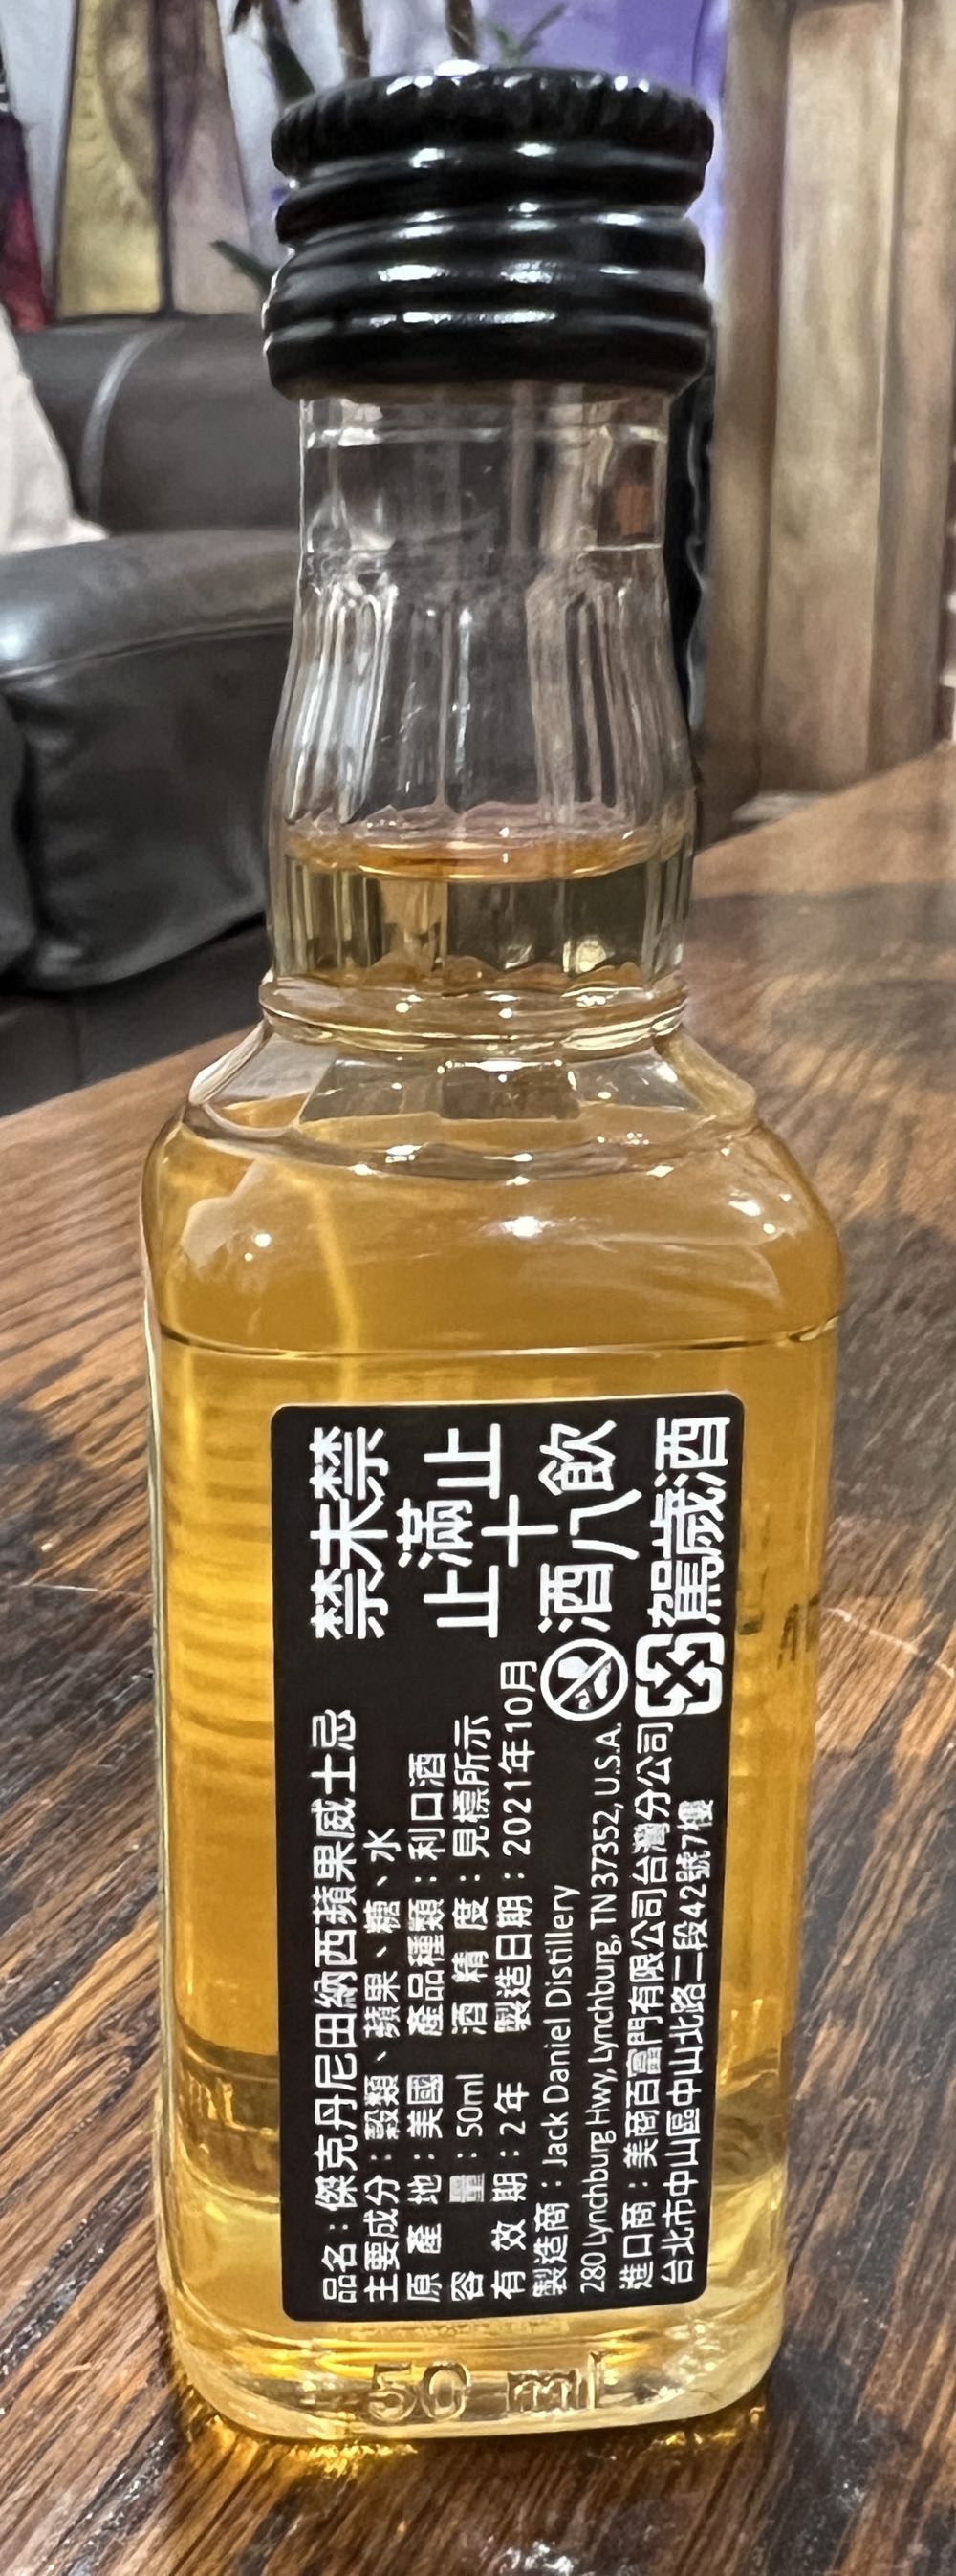 品名:傑克丹尼田納西蘋果威士忌
主要成分:穀類、蘋果、糖、水
原產地:美國 產品種類:利口酒
容量:50ml 酒精度:見標所示
有效期:2年 製造日期:2021年10月
製造商:Jack Daniel Distillery
280 Lynchburg Hwy, Lynchburg, TN 37352, U.S.A.
進口商:美商百富門有限公司台灣分公司
台北市中山區中山北路二段42號7樓
禁止酒駕
未滿十八歲
禁止飲酒
50 ml